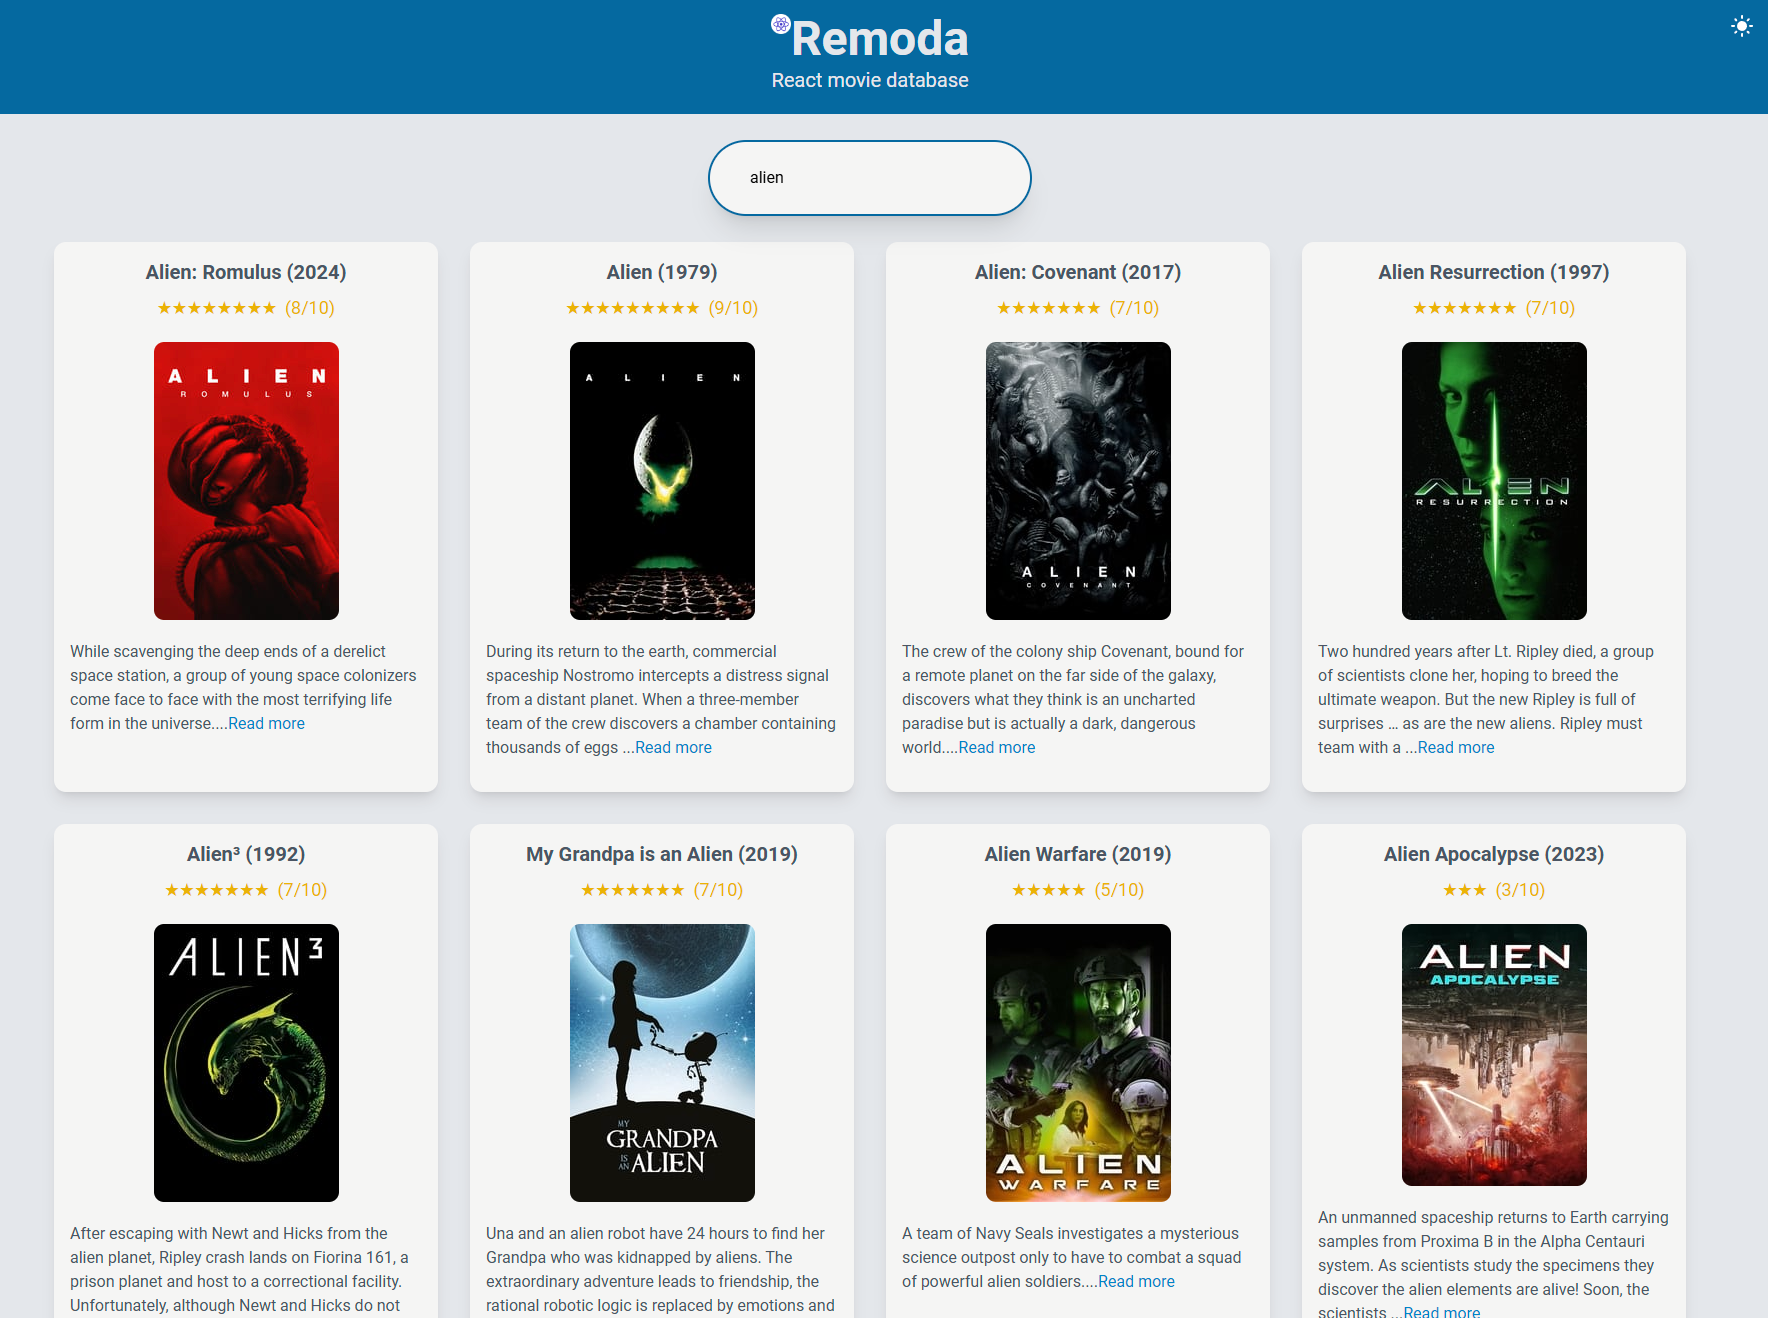 Remoda
React movie database
alien
Alien: Romulus (2024)
★★★★★★★★ (8/10)
ALIEN
ROMULUS
While scavenging the deep ends of a derelict
space station, a group of young space colonizers
come face to face with the most terrifying life
form in the universe....Read more
Alien (1979)
★★★★★★★★★ (9/10)
ALIEN
During its return to the earth, commercial
spaceship Nostromo intercepts a distress signal
from a distant planet. When a three-member
team of the crew discovers a chamber containing
thousands of eggs ...Read more
Alien: Covenant (2017)
★★★★★★★ (7/10)
ALIEN
COVENANT
The crew of the colony ship Covenant, bound for
a remote planet on the far side of the galaxy,
discovers what they think is an uncharted
paradise but is actually a dark, dangerous
world....Read more
Alien Resurrection (1997)
★★★★★★★ (7/10)
ALIEN
RESURRECTION
Two hundred years after Lt. Ripley died, a group
of scientists clone her, hoping to breed the
ultimate weapon. But the new Ripley is full of
surprises … as are the new aliens. Ripley must
team with a ...Read more
Alien³ (1992)
★★★★★★★ (7/10)
ALIEN³
After escaping with Newt and Hicks from the
alien planet, Ripley crash lands on Fiorina 161, a
prison planet and host to a correctional facility.
Unfortunately, although Newt and Hicks do not
My Grandpa is an Alien (2019)
★★★★★★★ (7/10)
MY
GRANDPA
IS AN ALIEN
Una and an alien robot have 24 hours to find her
Grandpa who was kidnapped by aliens. The
extraordinary adventure leads to friendship, the
rational robotic logic is replaced by emotions and
Alien Warfare (2019)
★★★★★ (5/10)
ALIEN
WARFARE
A team of Navy Seals investigates a mysterious
science outpost only to have to combat a squad
of powerful alien soldiers....Read more
Alien Apocalypse (2023)
★★★ (3/10)
ALIEN
APOCALYPSE
An unmanned spaceship returns to Earth carrying
samples from Proxima B in the Alpha Centauri
system. As scientists study the specimens they
discover the alien elements are alive! Soon, the
scientists ...Read more